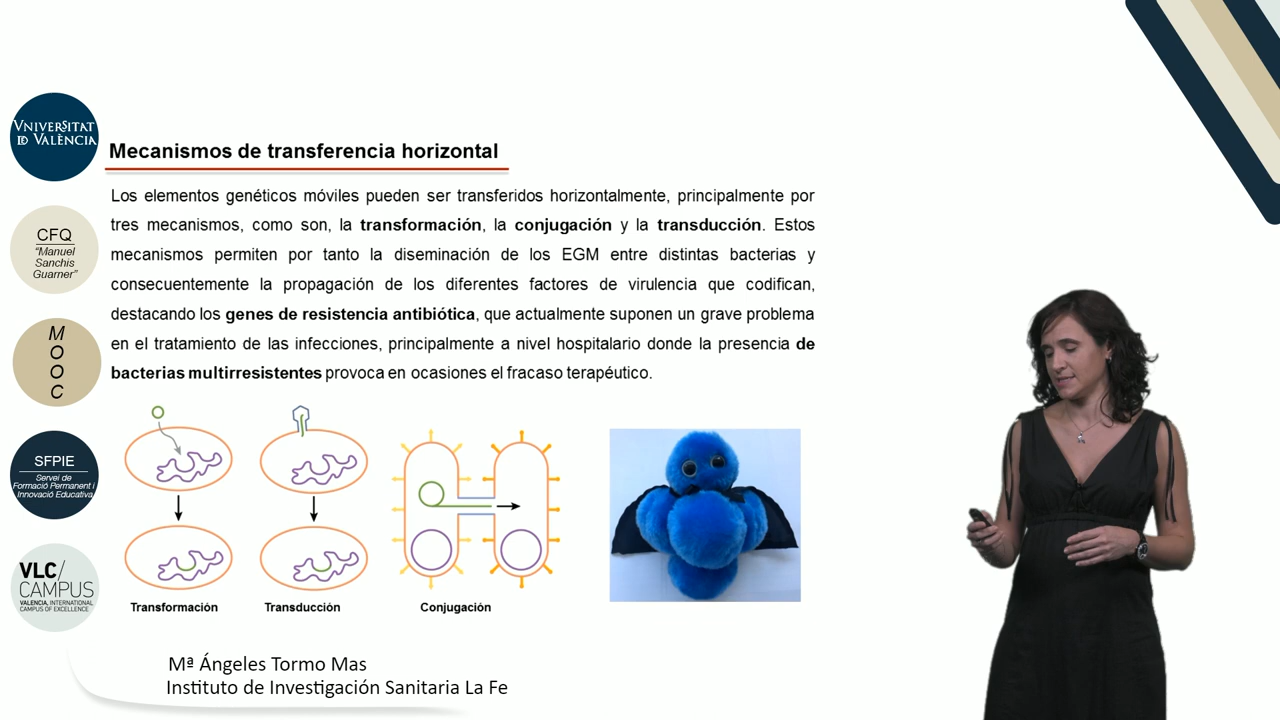 VNIVERSITAT
ID VALÈNCIA
CFQ
"Manuel
Sanchis
Guarner"
M
O
O
C
SFPIE
Servei de
Formació Permanent i
Innovació Educativa
VLC/
CAMPUS
VALENCIA, INTERNATIONAL
CAMPUS OF EXCELLENCE
Mecanismos de transferencia horizontal
Los elementos genéticos móviles pueden ser transferidos horizontalmente, principalmente por
tres mecanismos, como son, la transformación, la conjugación y la transducción. Estos
mecanismos permiten por tanto la diseminación de los EGM entre distintas bacterias y
consecuentemente la propagación de los diferentes factores de virulencia que codifican,
destacando los genes de resistencia antibiótica, que actualmente suponen un grave problema
en el tratamiento de las infecciones, principalmente a nivel hospitalario donde la presencia de
bacterias multirresistentes provoca en ocasiones el fracaso terapéutico.
Transformación
Transducción
Conjugación
Mª Ángeles Tormo Mas
Instituto de Investigación Sanitaria La Fe